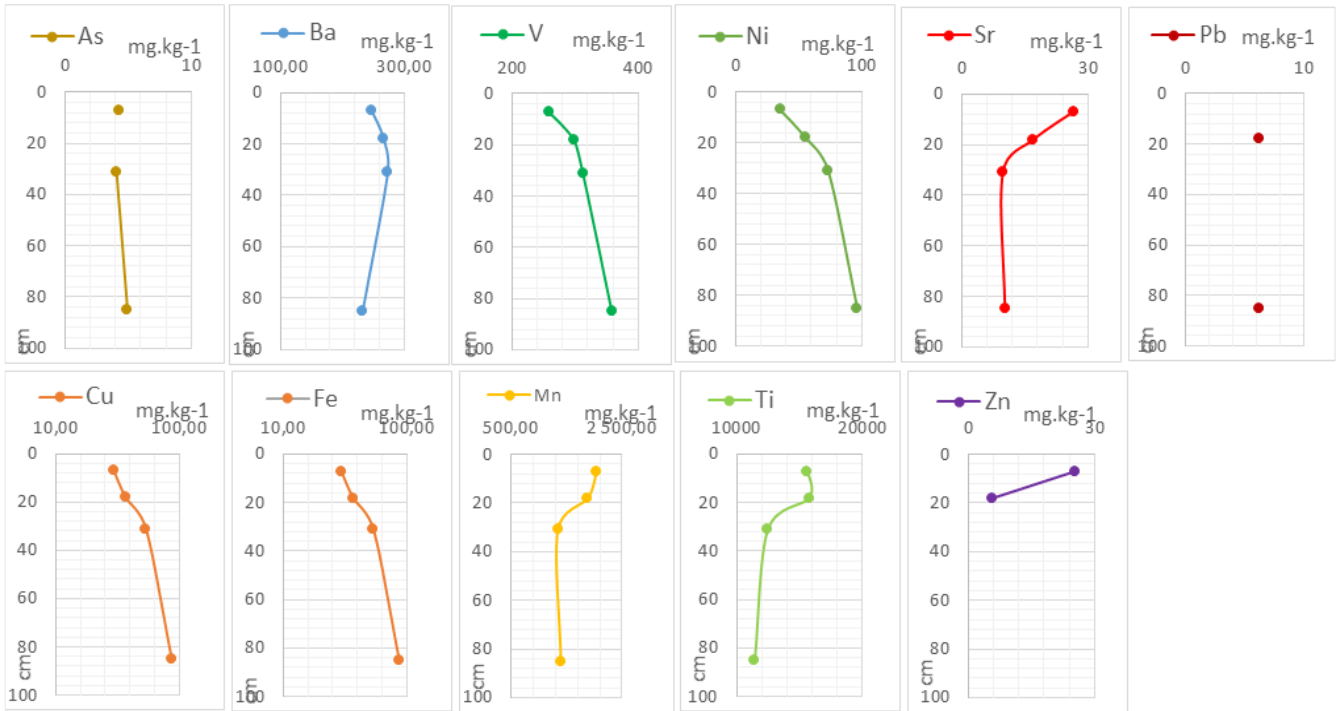 As
mg.kg-1
0 10
0
20
40
60
80
100
cm
Ba
mg.kg-1
100,00 300,00
0
20
40
60
80
100
cm
V
mg.kg-1
200 400
0
20
40
60
80
100
cm
Ni
mg.kg-1
0 100
0
20
40
60
80
100
cm
Sr
mg.kg-1
0 30
0
20
40
60
80
100
cm
Pb
mg.kg-1
0 10
0
20
40
60
80
100
cm
Cu
mg.kg-1
10,00 100,00
0
20
40
60
80
100
cm
Fe
mg.kg-1
10,00 100,00
0
20
40
60
80
100
cm
Mn
mg.kg-1
500,00 2 500,00
0
20
40
60
80
100
cm
Ti
mg.kg-1
10000 20000
0
20
40
60
80
100
cm
Zn
mg.kg-1
0 30
0
20
40
60
80
100
cm